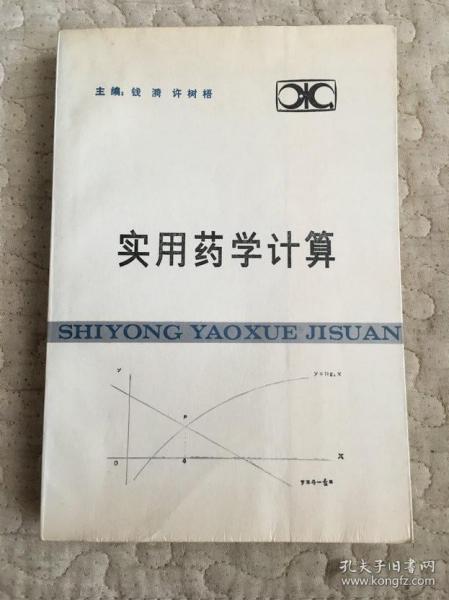 主编：钱漪 许树梧
实用药学计算
SHIYONG YAOXUE JISUAN
y
P
O
x
孔夫子旧书网
www.kongfz.com